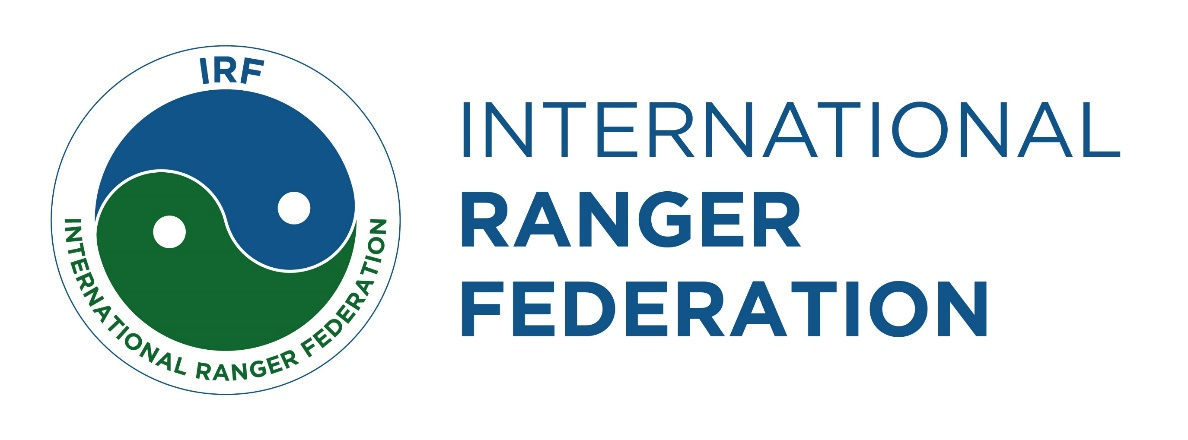 IRF
INTERNATIONAL RANGER FEDERATION
INTERNATIONAL
RANGER
FEDERATION